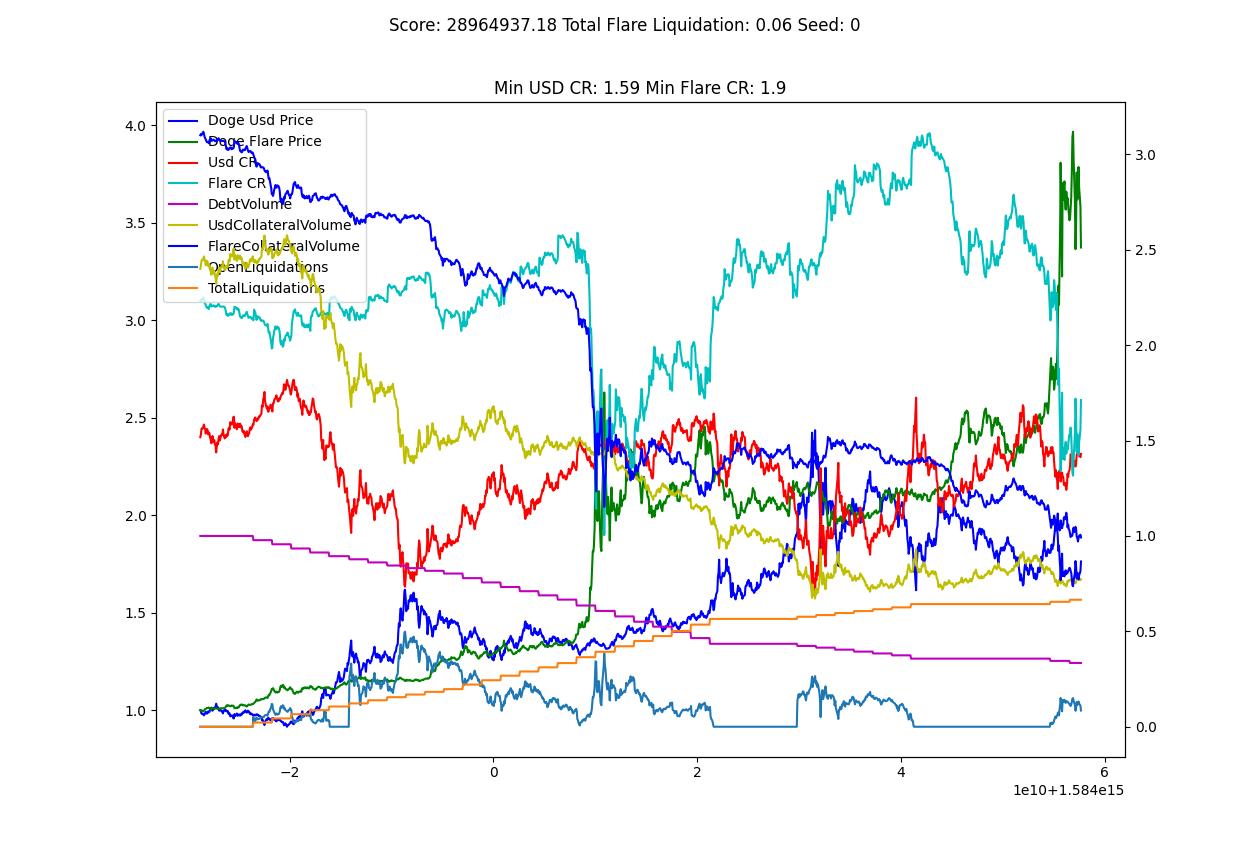 Score: 28964937.18 Total Flare Liquidation: 0.06 Seed: 0
Min USD CR: 1.59 Min Flare CR: 1.9
Doge Usd Price
Doge Flare Price
Usd CR
Flare CR
DebtVolume
UsdCollateralVolume
FlareCollateralVolume
OpenLiquidations
TotalLiquidations
4.0
3.5
3.0
2.5
2.0
1.5
1.0
3.0
2.5
2.0
1.5
1.0
0.5
0.0
−2
0
2
4
6
1e10+1.584e15